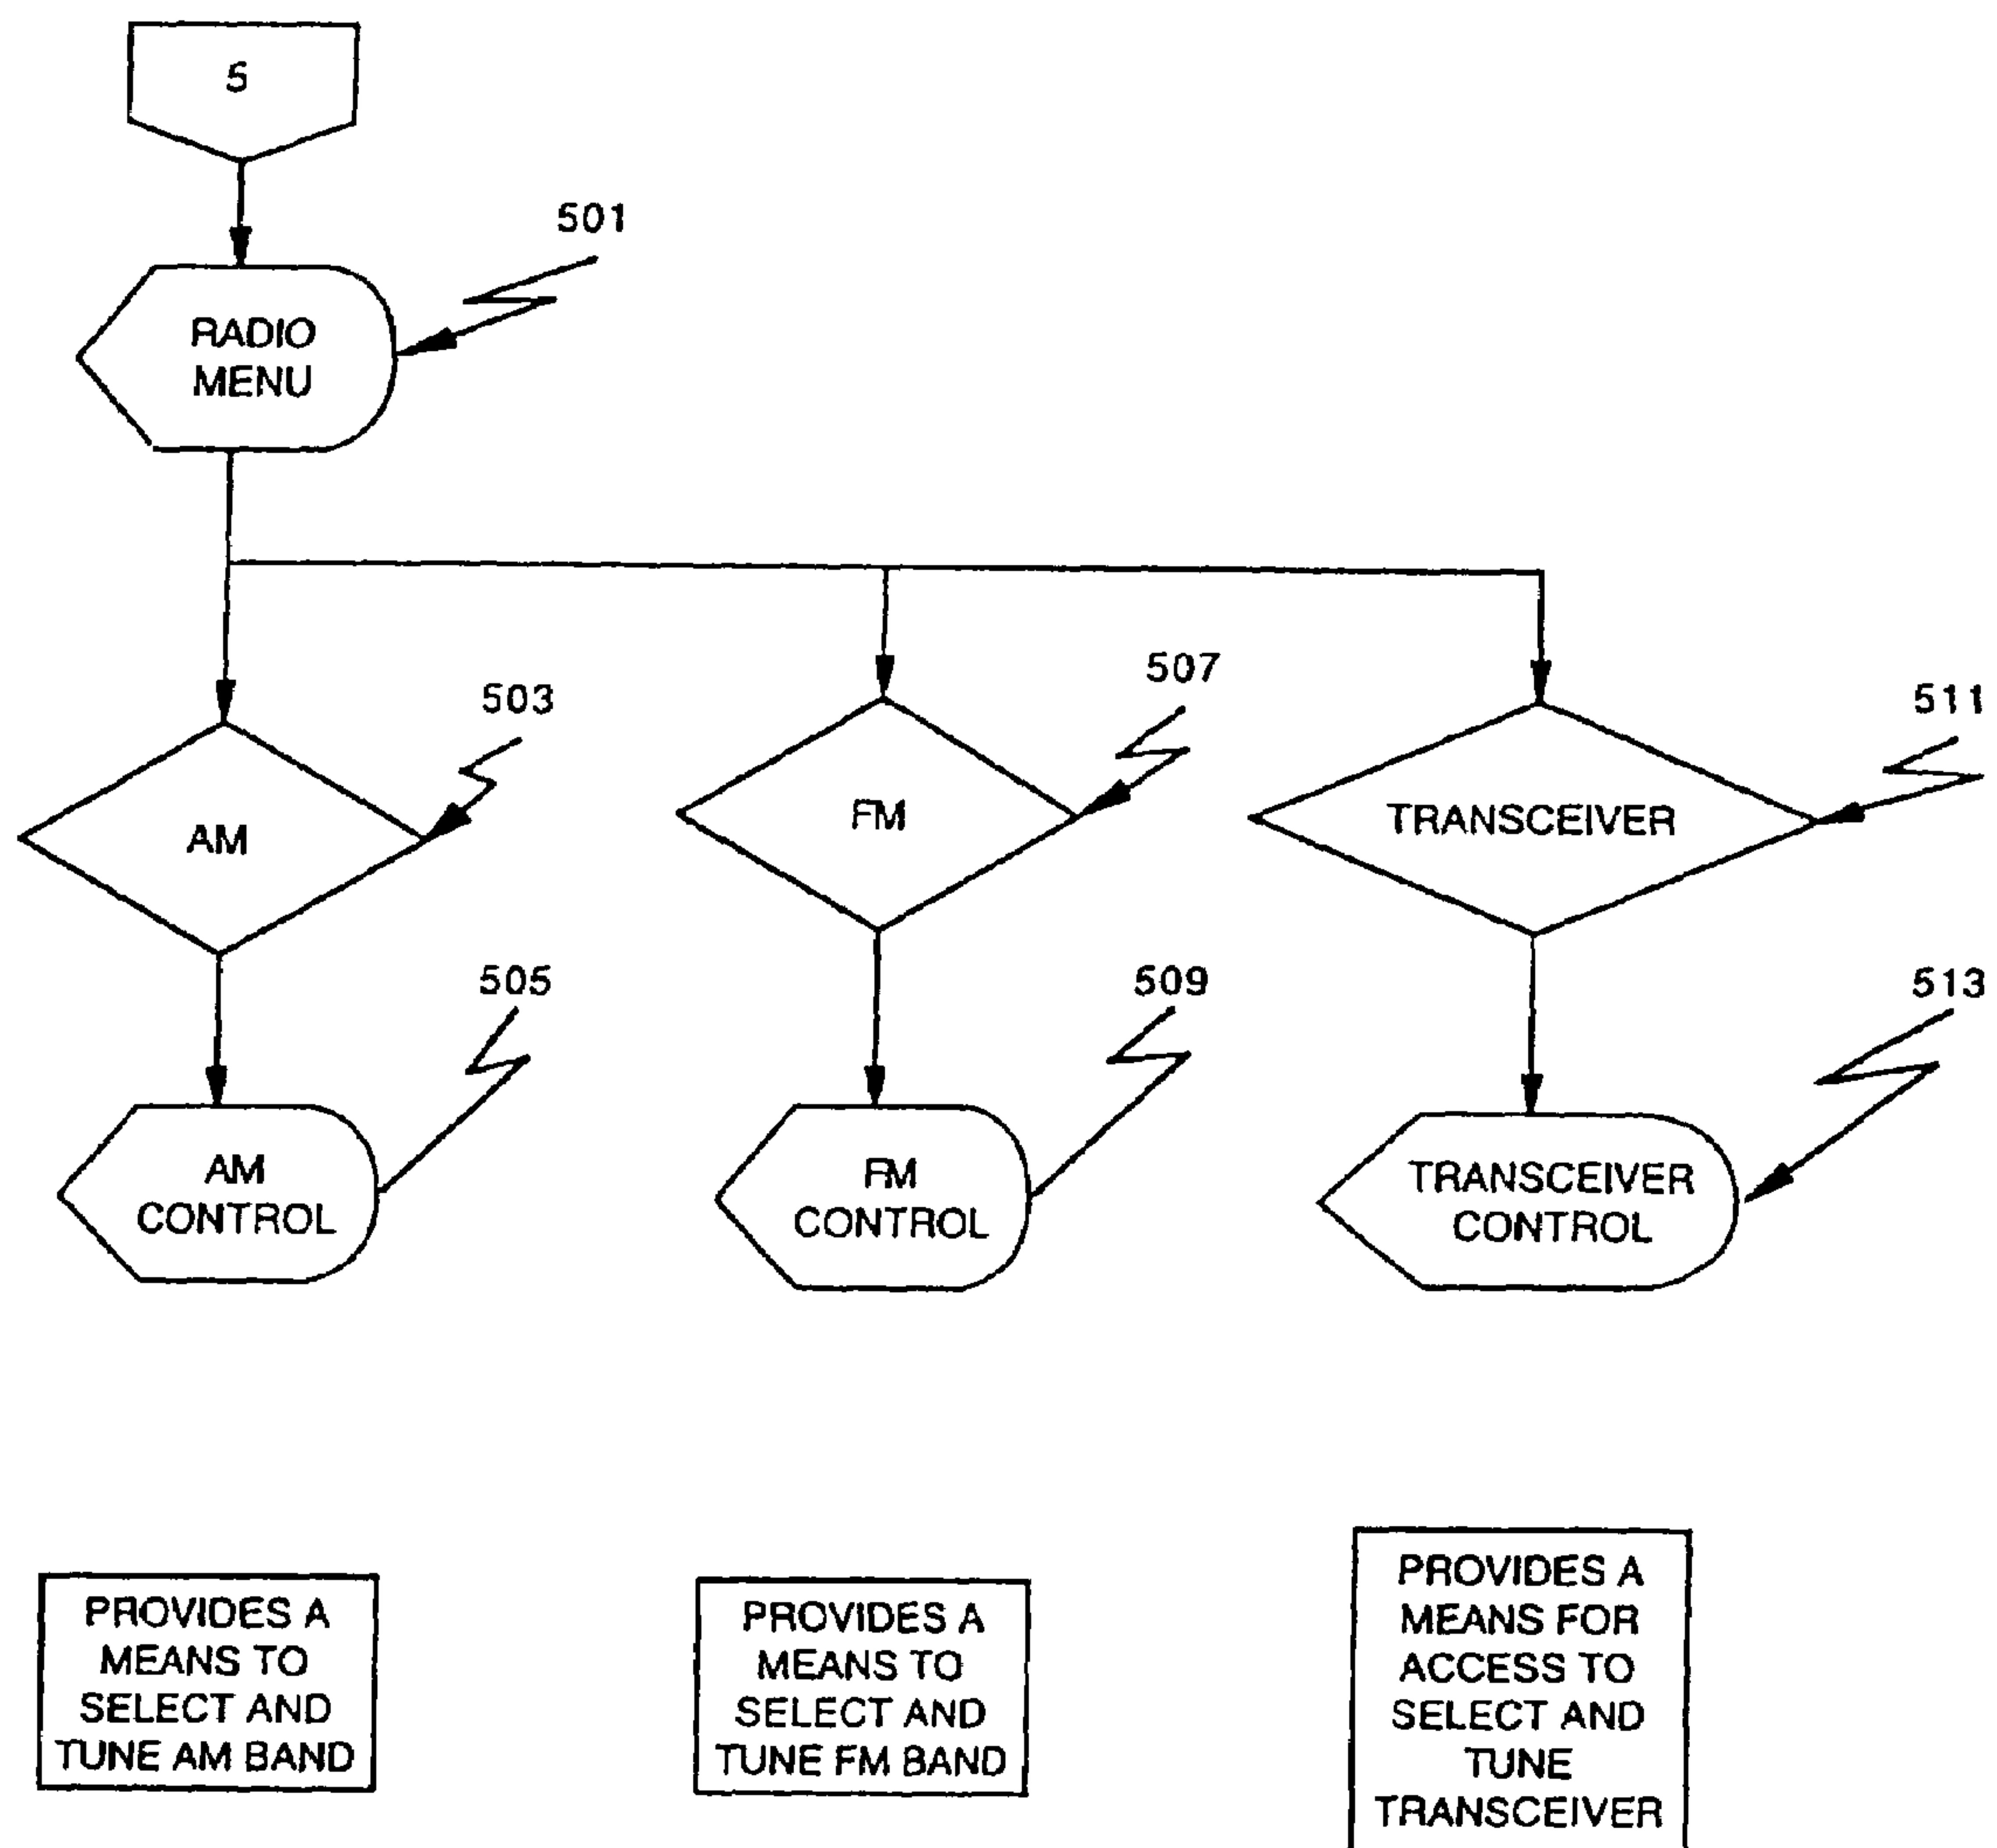 5
501
RADIO
MENU
503
507
511
AM
FM
TRANSCEIVER
505
509
513
AM
CONTROL
FM
CONTROL
TRANSCEIVER
CONTROL
PROVIDES A
MEANS TO
SELECT AND
TUNE AM BAND
PROVIDES A
MEANS TO
SELECT AND
TUNE FM BAND
PROVIDES A
MEANS FOR
ACCESS TO
SELECT AND
TUNE
TRANSCEIVER